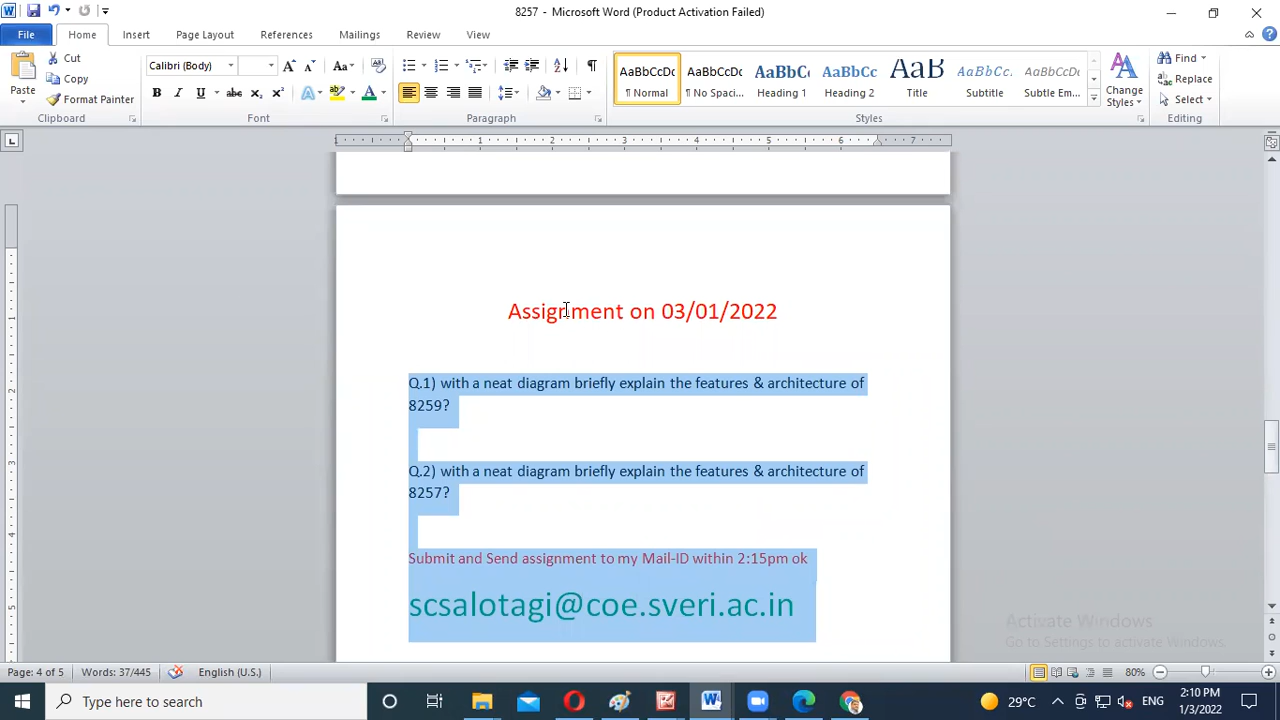 8257 - Microsoft Word (Product Activation Failed)
File Home Insert Page Layout References Mailings Review View
Paste
Cut
Copy
Format Painter
Clipboard
Calibri (Body)
Font
Paragraph
AaBbCcDc AaBbCcDc AaBbC AaBbCc AaB AaBbCc. AaBbCcDc
¶ Normal ¶ No Spaci... Heading 1 Heading 2 Title Subtitle Subtle Em...
Styles
Change
Styles
Find
Replace
Select
Editing
Assignment on 03/01/2022
Q.1) with a neat diagram briefly explain the features & architecture of
8259?
Q.2) with a neat diagram briefly explain the features & architecture of
8257?
Submit and Send assignment to my Mail-ID within 2:15pm ok
scsalotagi@coe.sveri.ac.in
Activate Windows
Go to Settings to activate Windows.
Page: 4 of 5 Words: 37/445 English (U.S.) 80%
Type here to search
29°C ENG
2:10 PM
1/3/2022